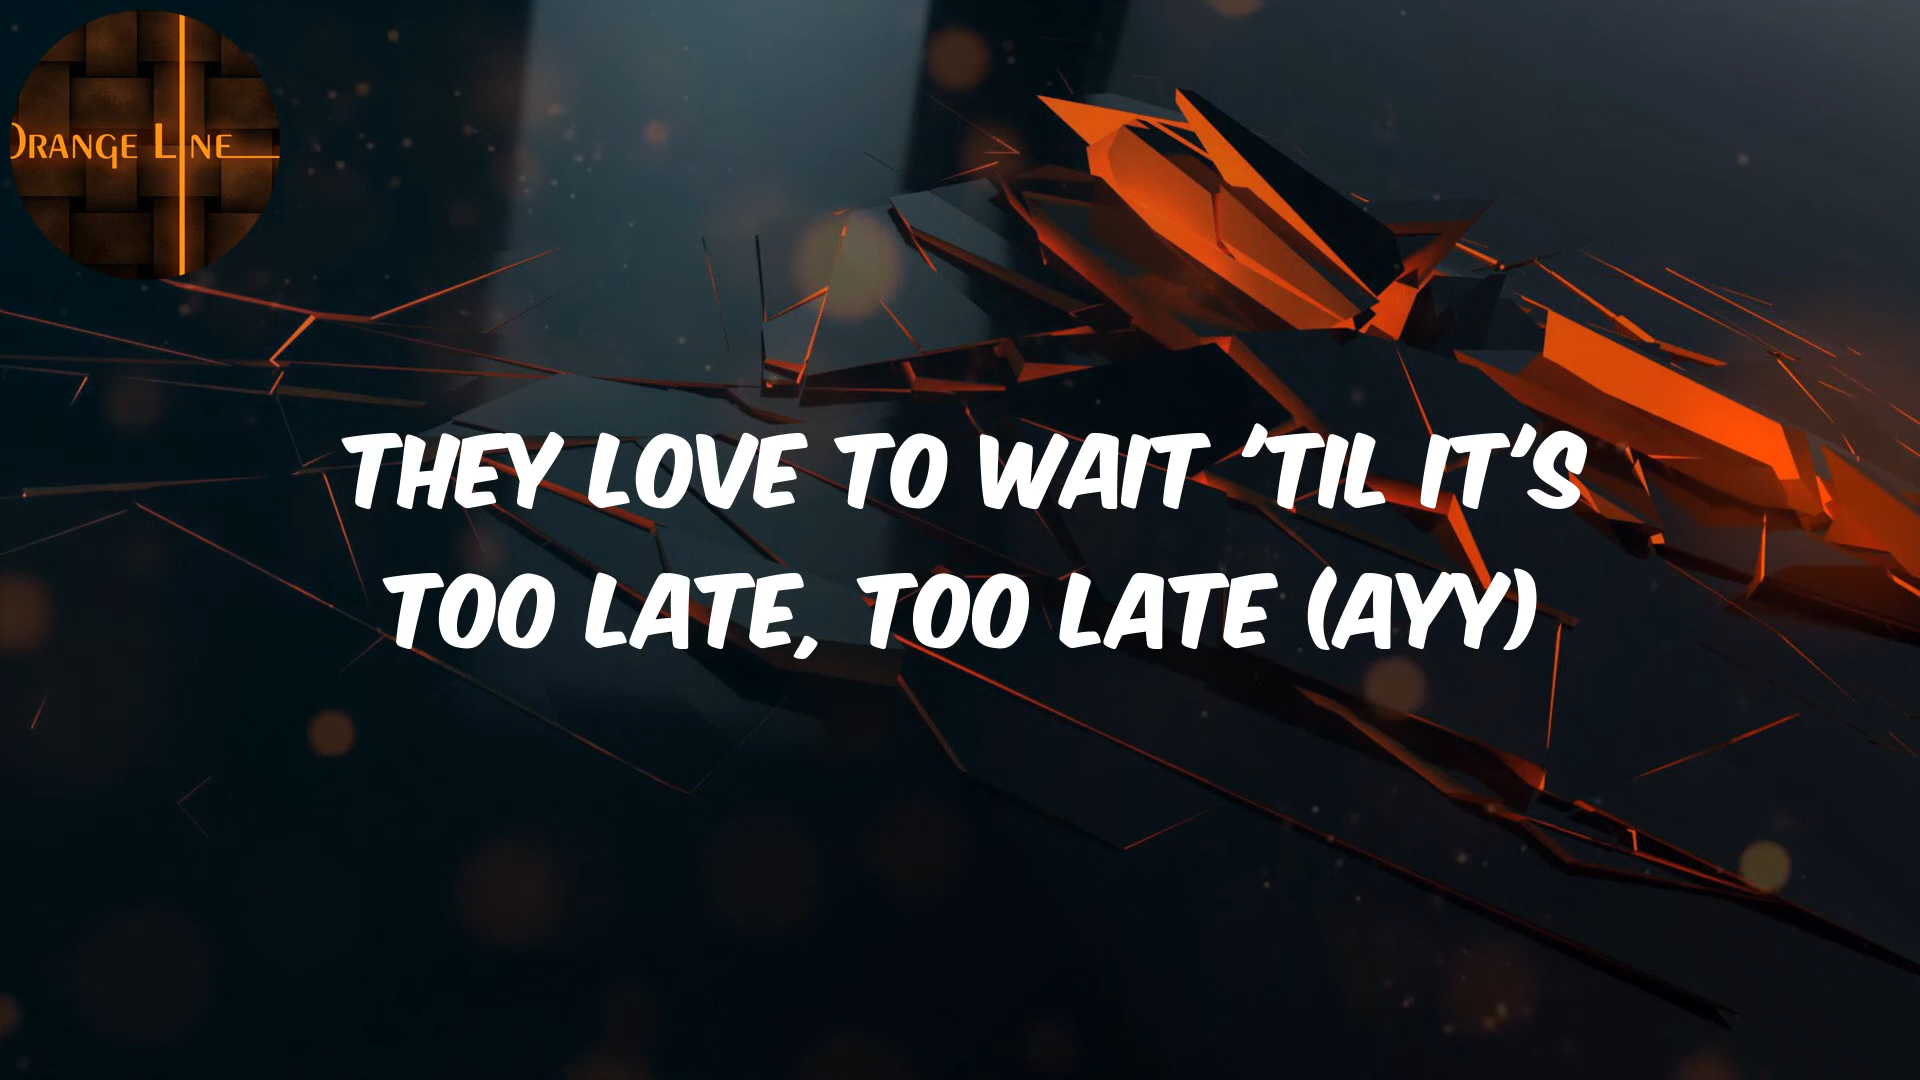 ORANGE LINE
THEY LOVE TO WAIT 'TIL IT'S
TOO LATE, TOO LATE (AYY)